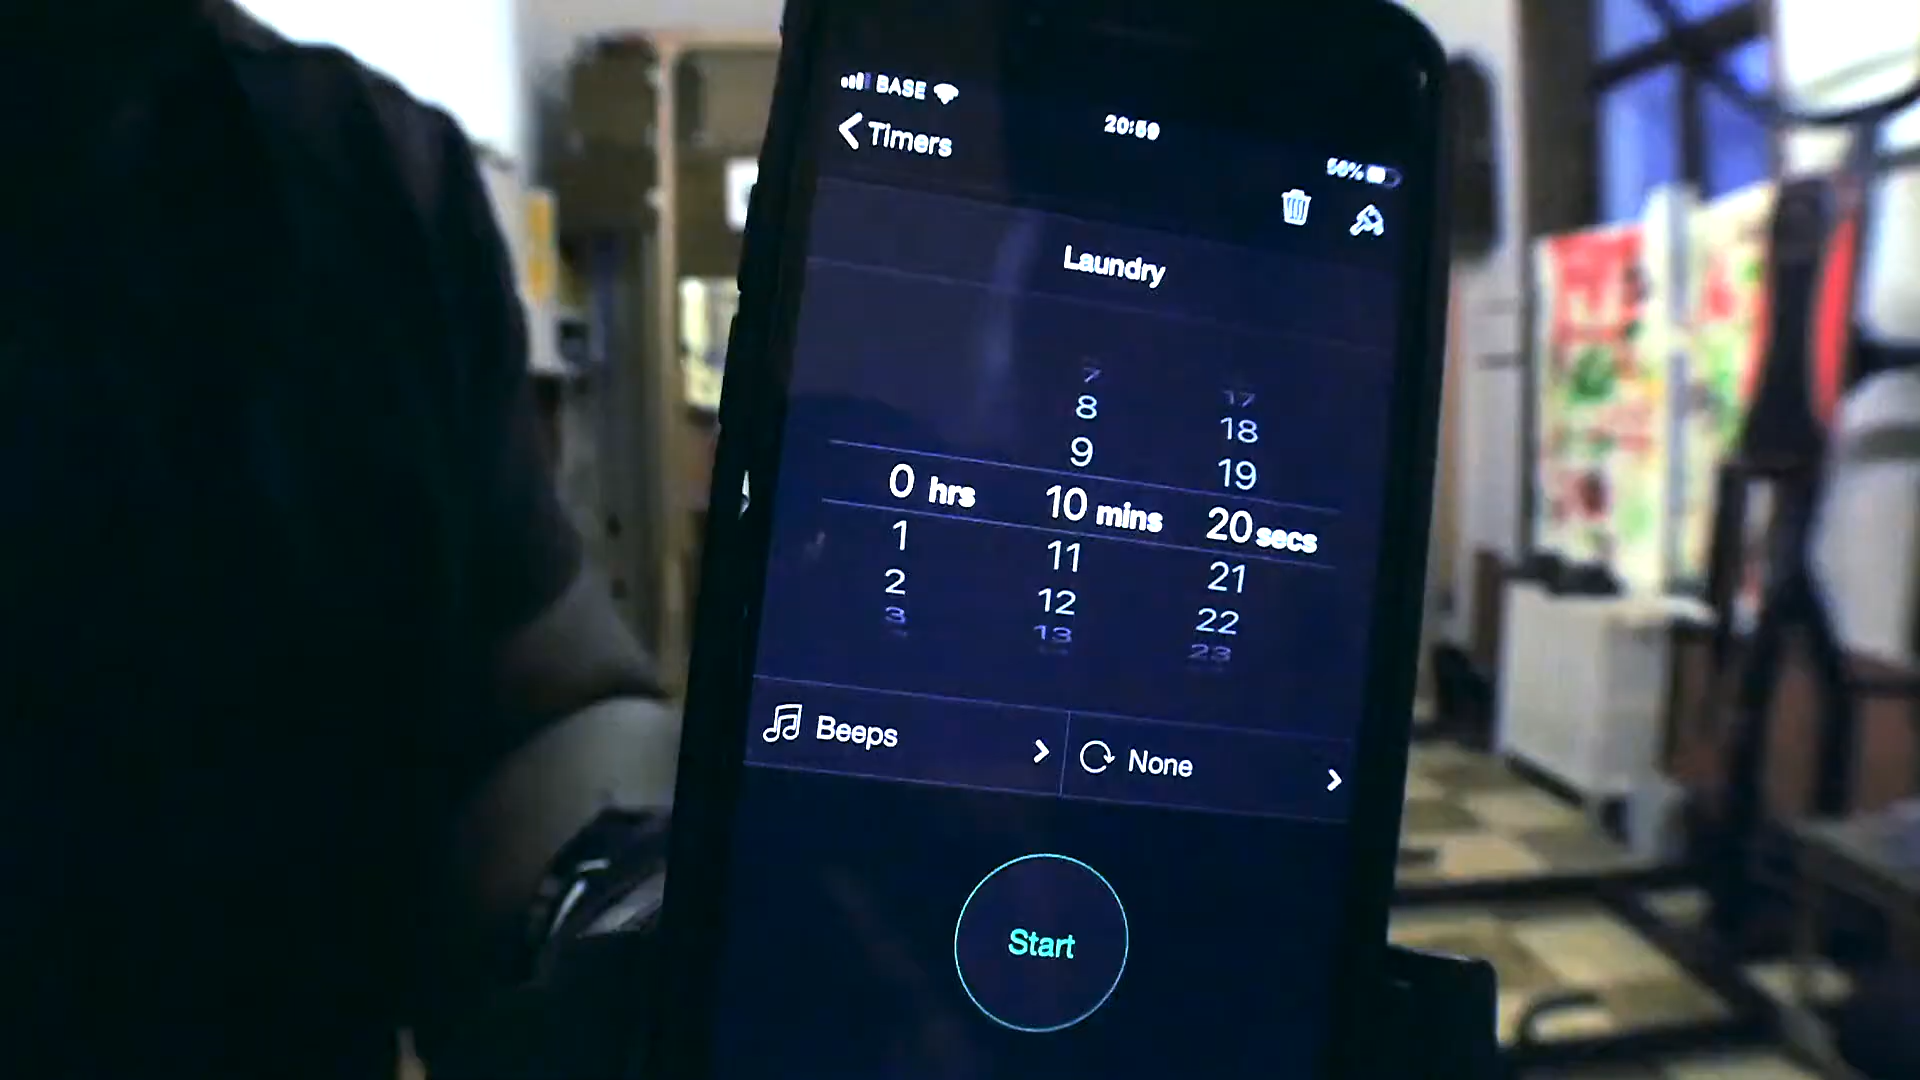 BASE
20:59
56%
Timers
Laundry
7
8 17
9 18
19
0 hrs 10 mins 20 secs
1 11 21
2 12 22
3 13 23
Beeps None
Start